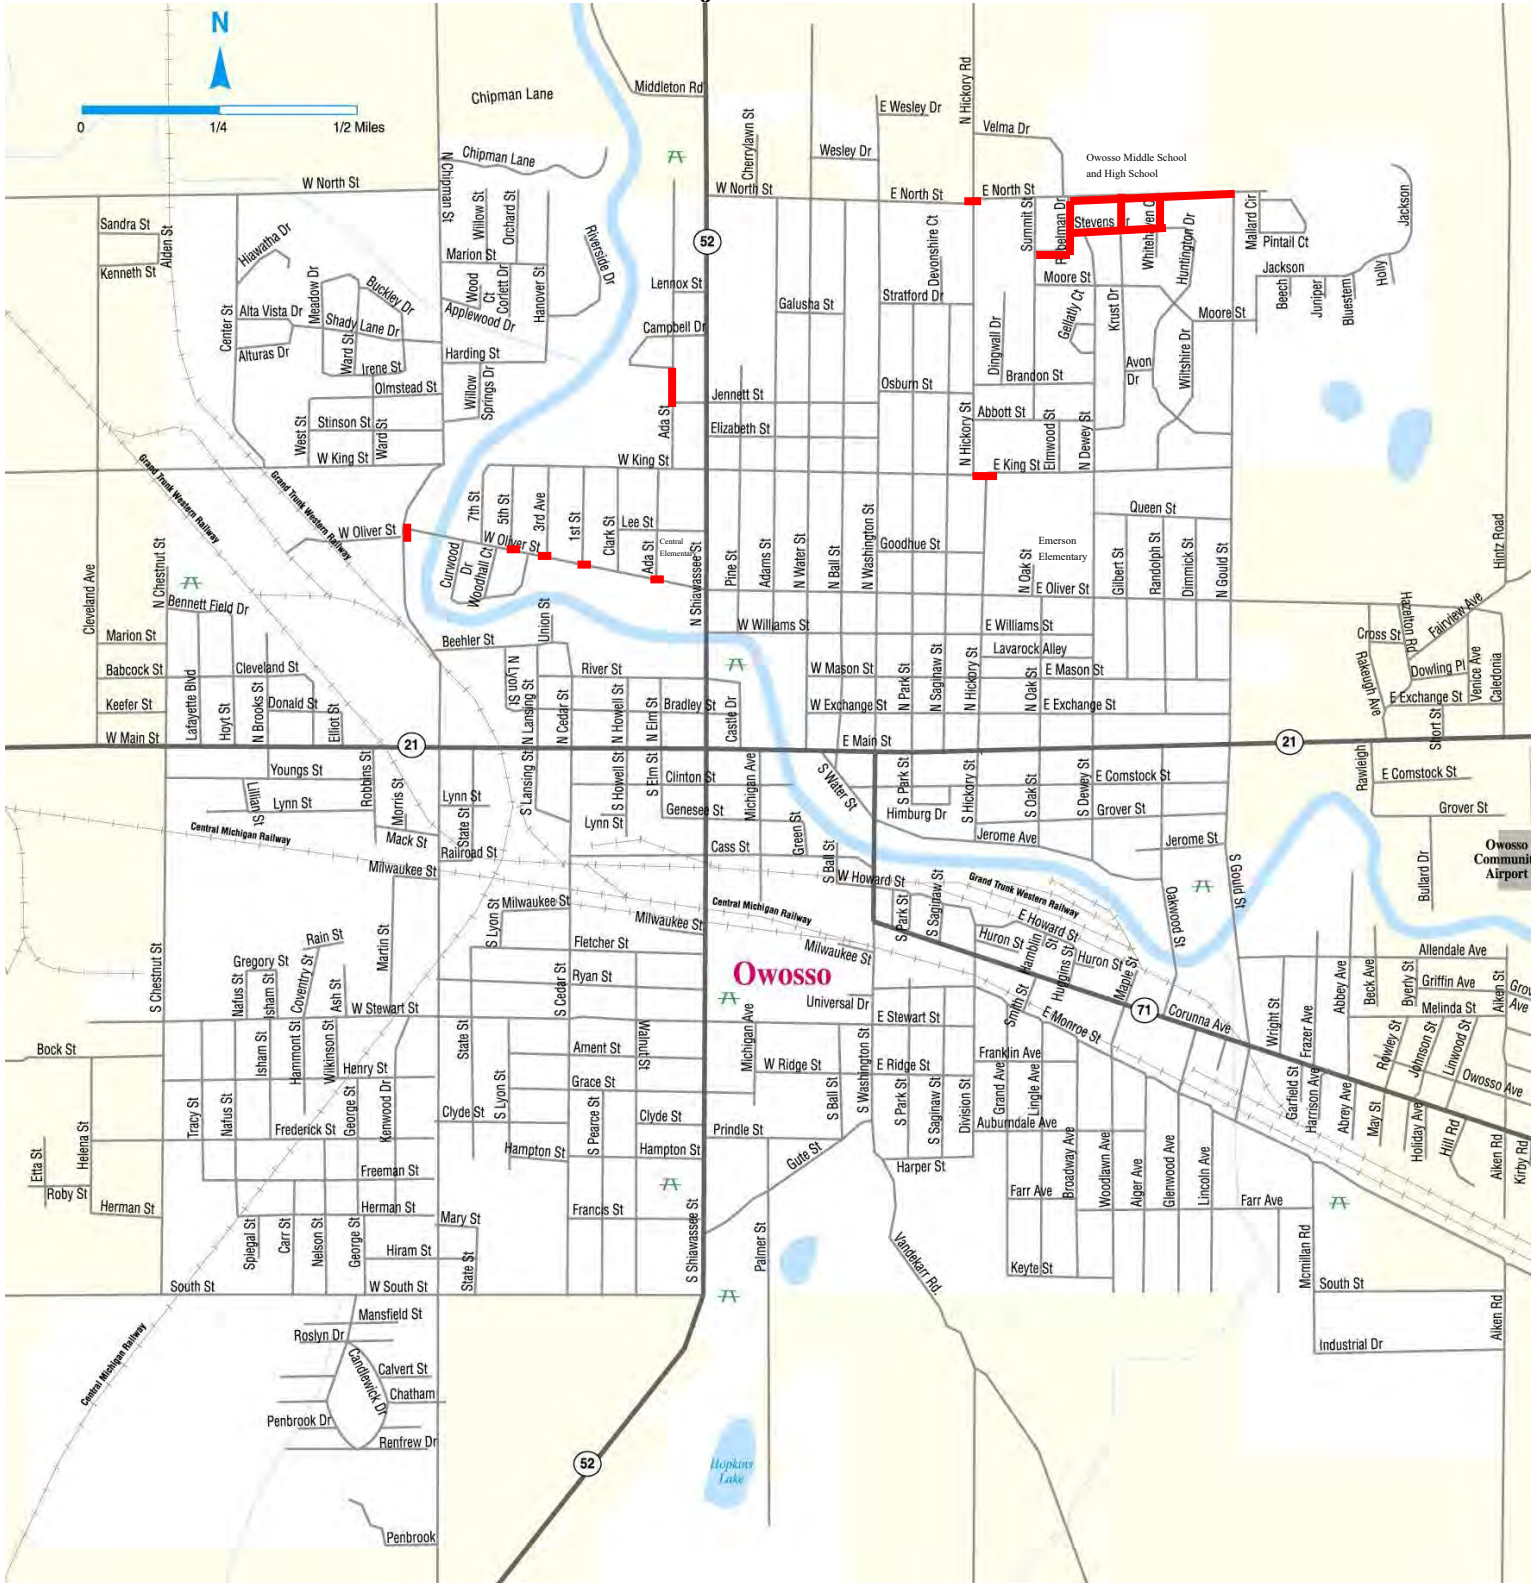 N
0
1/4
1/2 Miles
Chipman Lane
Middleton Rd
E Wesley Dr
N Hickory Rd
Velma Dr
Cherrylawn St
Wesley Dr
Chipman Lane
N Chipman St
Owosso Middle School
and High School
W North St
W North St
E North St
E North St
Sandra St
Kenneth St
Alden St
Hiawatha Dr
Willow St
Orchard St
Riverside Dr
Marion St
52
Devonshire Ct
Summit St
Stevens
Huntington Dr
Mallard Cir
Pintail Ct
Jackson
Jackson
Holly
Beech
Juniper
Bluestem
Center St
Alta Vista Dr
Alturas Dr
Meadow Dr
Buckley Dr
Shady Lane Dr
Ward St
Irene St
Wood
Ct
Corlett Dr
Hanover St
Applewood Dr
Lennox St
Campbell Dr
Galusha St
Stratford Dr
Moore St
Moore St
Gellatly Ct
Krust Dr
Dingwall Dr
Avon
Dr
Wiltshire Dr
Harding St
Olmstead St
Willow
Springs Dr
Stinson St
West St
Ward St
W King St
Jennett St
Ada St
Elizabeth St
Osburn St
Brandon St
Abbott St
N Hickory St
Elmwood St
N Dewey St
W King St
E King St
Grand Trunk Western Railway
Grand Trunk Western Railway
W Oliver St
7th St
5th St
3rd Ave
1st St
Clark St
Lee St
Ada St
W Oliver St
Curwood
Dr
Woodhall Ct
Central
N Shiawassee St
Pine St
Adams St
N Water St
N Ball St
N Washington St
Goodhue St
Emerson
Elementary
N Oak St
E Oliver St
Queen St
Gilbert St
Randolph St
Dimmick St
N Gould St
Hintz Road
Cleveland Ave
N Chestnut St
Bennett Field Dr
Marion St
Babcock St
Keefer St
W Main St
Lafayette Blvd
Hoyt St
N Brooks St
Cleveland St
Donald St
Elliot St
Beehler St
Union St
N Lyon St
N Lansing St
N Cedar St
River St
N Howell St
N Elm St
Bradley St
Castle Dr
W Williams St
E Williams St
Lavarock Alley
W Mason St
E Mason St
N Park St
N Saginaw St
N Hickory St
N Oak St
W Exchange St
E Exchange St
Cross St
Hazelton Rd
Fairview Ave
Rakeugh Ave
Dowling Pl
Venice Ave
Caledonia
E Exchange St
Short St
21
E Main St
21
Youngs St
Lillian St
Lynn St
Robbins St
Morris St
Mack St
Lynn St
State St
Railroad St
S Lansing St
S Howell St
S Elm St
Clinton St
Genesee St
Lynn St
Michigan Ave
Green St
Cass St
S Ball St
S Water St
S Park St
Himburg Dr
S Hickory St
S Oak St
S Dewey St
E Comstock St
Grover St
Jerome Ave
Jerome St
Rawleigh
E Comstock St
Grover St
Bullard Dr
Owosso
Airport
Central Michigan Railway
Milwaukee St
S Lyon St
Milwaukee St
Milwaukee St
Central Michigan Railway
Milwaukee St
W Howard St
S Park St
S Saginaw St
Grand Trunk Western Railway
E Howard St
Huron St
Hamblin
St
Huggins St
Huron St
Maple St
Oakwood St
S Gould St
S Chestnut St
Rain St
Gregory St
Natus St
Isham St
Coventry St
Ash St
Martin St
Fletcher St
Ryan St
S Cedar St
Owosso
Universal Dr
W Stewart St
E Stewart St
Smith St
E Monroe St
71
Corunna Ave
Wright St
Frazer Ave
Abbey Ave
Beck Ave
Byerly St
Allendale Ave
Griffin Ave
Melinda St
Aiken St
Ave
Bock St
Isham St
Hammont St
Wilkinson St
Henry St
State St
Ament St
Walnut St
Michigan Ave
W Ridge St
S Washington St
E Ridge St
Franklin Ave
Rowley St
Johnson St
Linwood St
Owosso Ave
Tracy St
Natus St
George St
Kenwood Dr
Frederick St
Clyde St
S Lyon St
Grace St
S Pearce St
Clyde St
Prindle St
S Ball St
S Park St
S Saginaw St
Division St
Grand Ave
Lingle Ave
Auburndale Ave
Garfield St
Harrison Ave
Abrey Ave
May St
Holiday Ave
Hill Rd
Aiken Rd
Kirby Rd
Helena St
Etta St
Roby St
Herman St
Freeman St
Hampton St
Hampton St
Gute St
Harper St
Broadway Ave
Woodlawn Ave
Alger Ave
Glenwood Ave
Lincoln Ave
Farr Ave
Farr Ave
Herman St
Mary St
Francis St
Spiegal St
Carr St
Nelson St
George St
Hiram St
State St
S Shiawassee St
Palmer St
Vandekarr Rd.
Keyte St
Mcmillan Rd
South St
South St
W South St
Aiken Rd
Industrial Dr
Mansfield St
Roslyn Dr
Candlewick Dr
Calvert St
Chatham
Penbrook Dr
Renfrew Dr
Central Michigan Railway
52
Hopkins
Lake
Penbrook